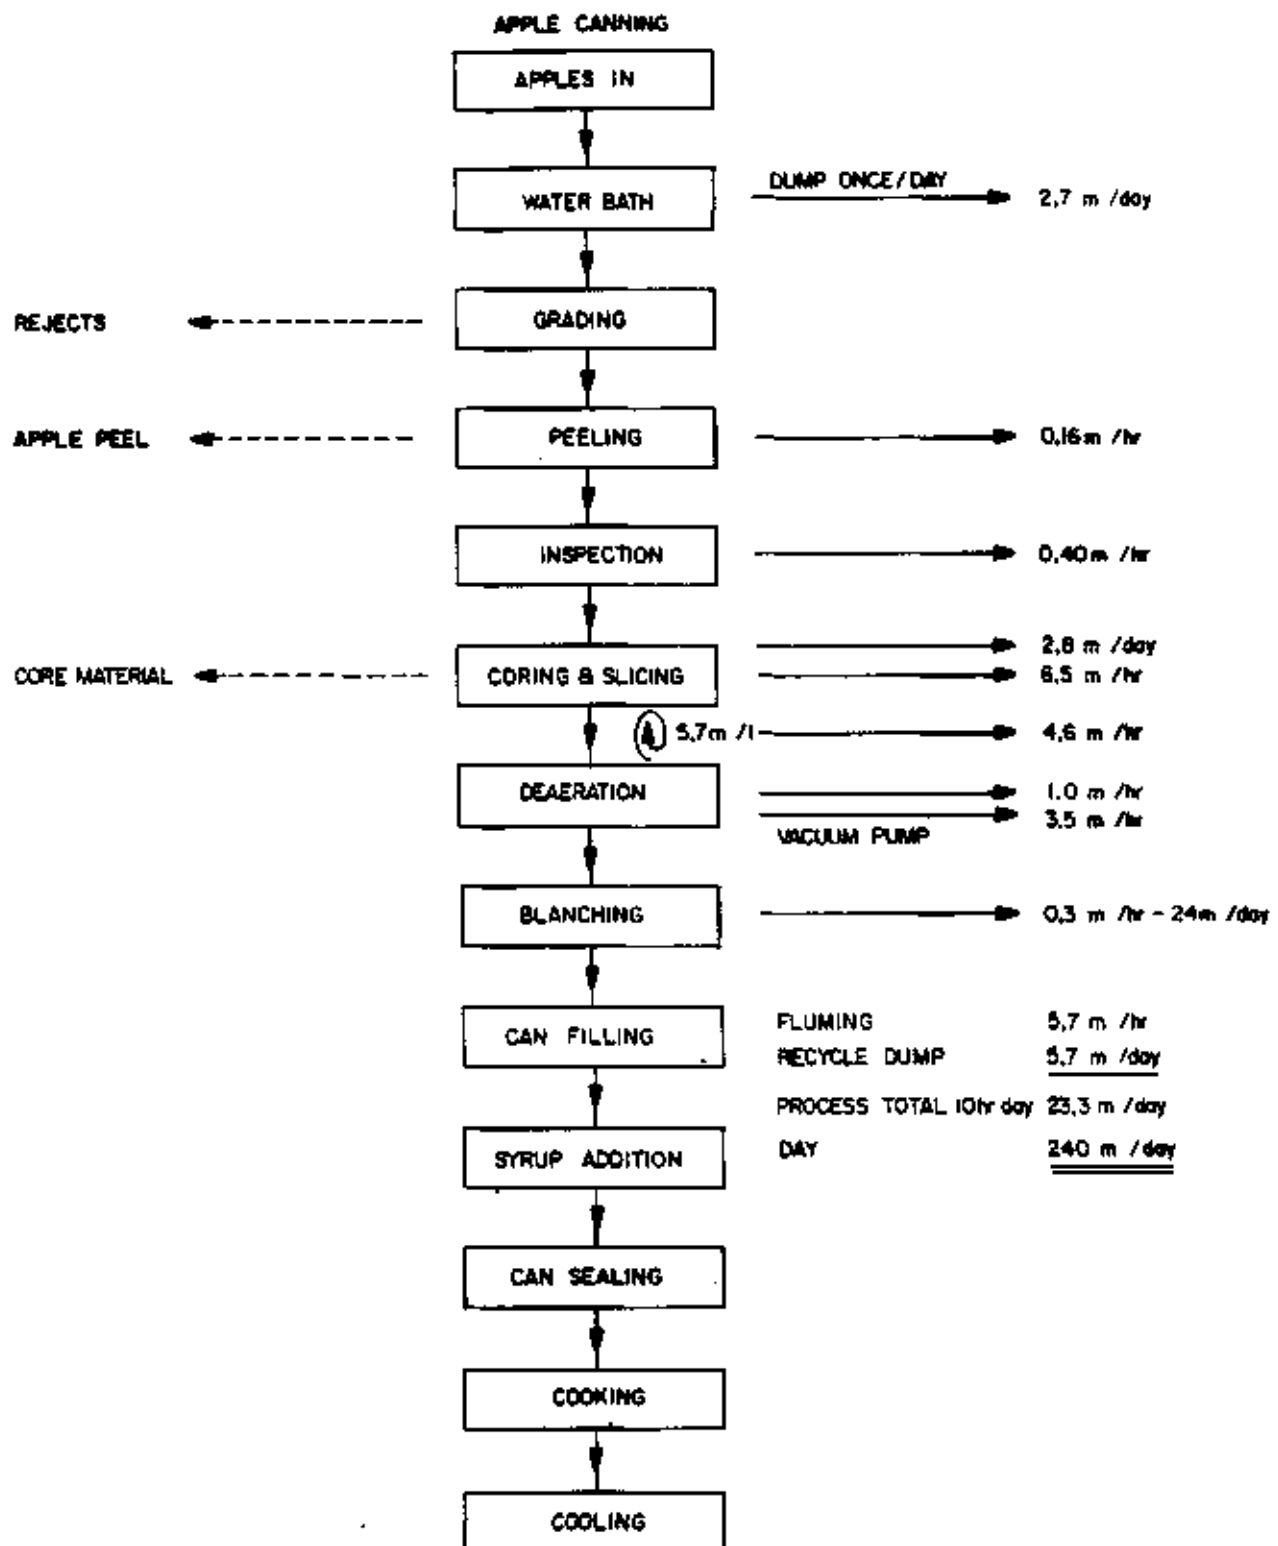 APPLE CANNING
APPLES IN
WATER BATH
DUMP ONCE/DAY
2,7 m /day
REJECTS
GRADING
APPLE PEEL
PEELING
0,16 m /hr
INSPECTION
0,40 m /hr
CORE MATERIAL
CORING & SLICING
2,8 m /day
6,5 m /hr
5,7 m /
4,6 m /hr
DEAERATION
1.0 m /hr
3,5 m /hr
VACUUM PUMP
BLANCHING
0,3 m /hr - 24m /day
CAN FILLING
FLUMING 5,7 m /hr
RECYCLE DUMP 5,7 m /day
PROCESS TOTAL 10hr day 23,3 m /day
SYRUP ADDITION
DAY 240 m /day
CAN SEALING
COOKING
COOLING